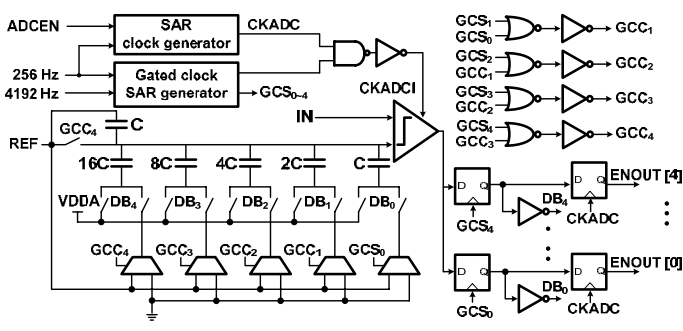 ADCEN
SAR
clock generator
CKADC
256 Hz
4192 Hz
Gated clock
SAR generator
GCS0~4
CKADCI
IN
REF
GCC4
C
16C
8C
4C
2C
C
VDDA
DB4
DB3
DB2
DB1
DB0
GCC4
GCC3
GCC2
GCC1
GCS0
GCS1
GCS0
GCC1
GCS2
GCC1
GCC2
GCS3
GCC2
GCC3
GCS4
GCC3
GCC4
D Q
GCS4
DB4
D Q
CKADC
ENOUT [4]
D Q
GCS0
DB0
D Q
CKADC
ENOUT [0]